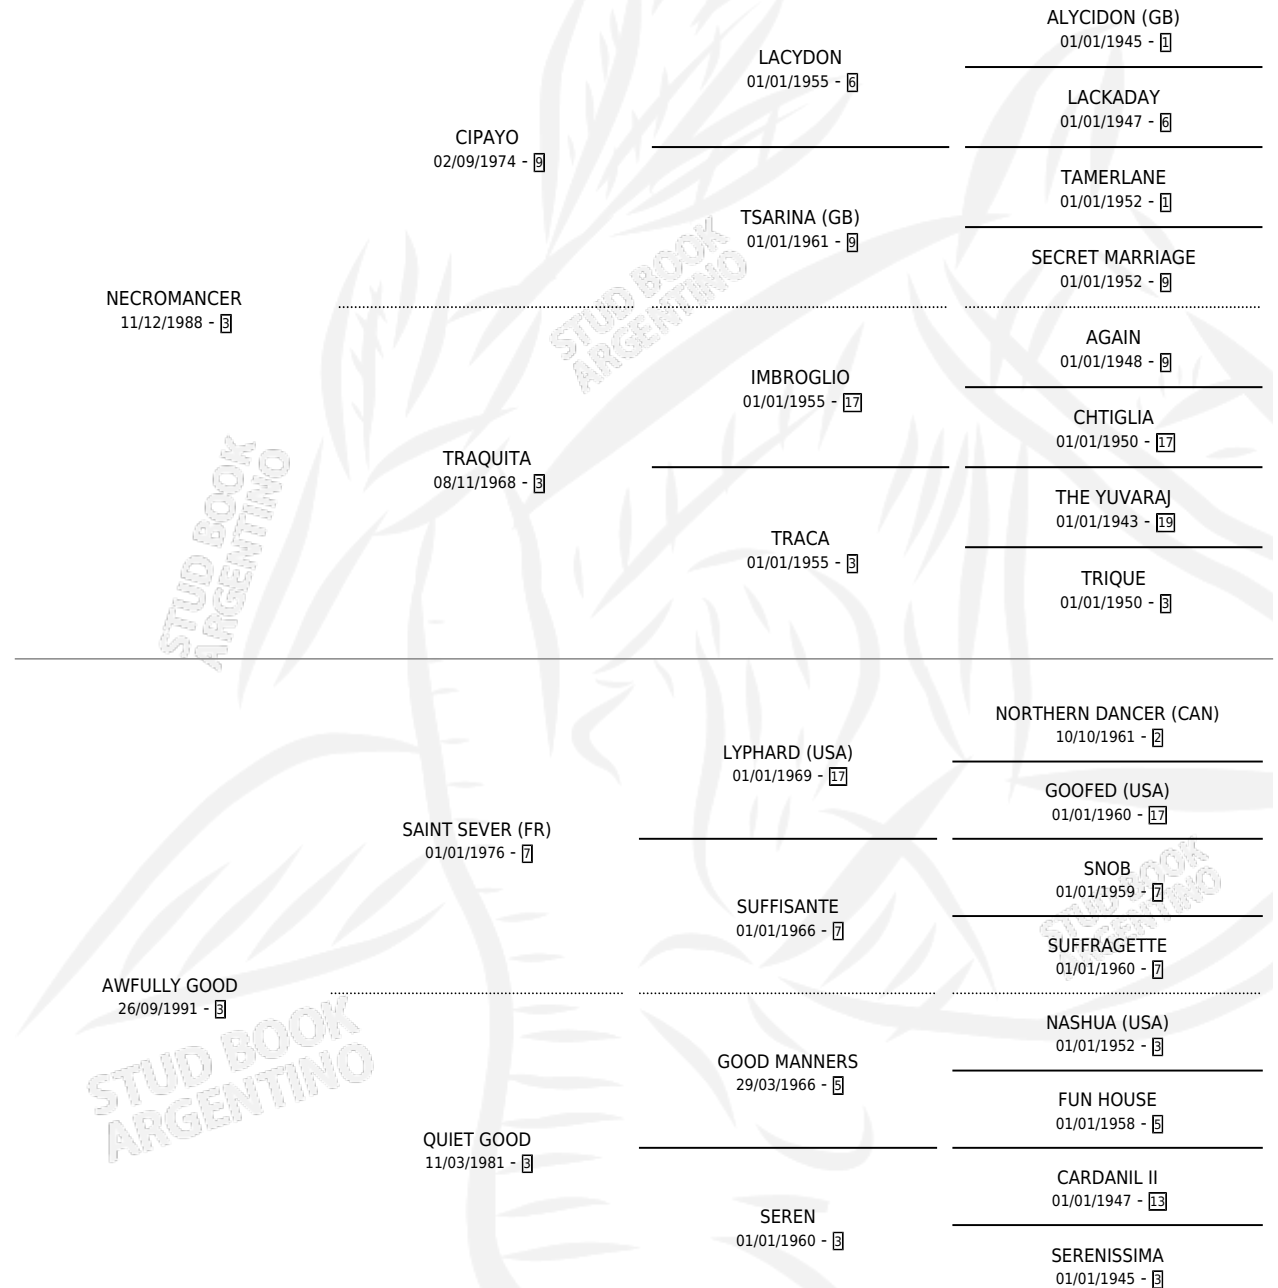 ALYCIDON (GB)
01/01/1945 - 1
LACYDON
01/01/1955 - 6
LACKADAY
01/01/1947 - 6
CIPAYO
02/09/1974 - 9
TAMERLANE
01/01/1952 - 1
TSARINA (GB)
01/01/1961 - 9
SECRET MARRIAGE
01/01/1952 - 9
NECROMANCER
11/12/1988 - 3
STUD BOOK
ARGENTINO
AGAIN
01/01/1948 - 9
IMBROGLIO
01/01/1955 - 17
CHTIGLIA
01/01/1950 - 17
TRAQUITA
08/11/1968 - 3
THE YUVARAJ
01/01/1943 - 19
TRACA
01/01/1955 - 3
TRIQUE
01/01/1950 - 3
STUD BOOK
ARGENTINO
NORTHERN DANCER (CAN)
10/10/1961 - 2
LYPHARD (USA)
01/01/1969 - 17
GOOFED (USA)
01/01/1960 - 17
SAINT SEVER (FR)
01/01/1976 - 7
SNOB
01/01/1959 - 7
SUFFISANTE
01/01/1966 - 7
SUFFRAGETTE
01/01/1960 - 7
STUD BOOK
ARGENTINO
AWFULLY GOOD
26/09/1991 - 3
NASHUA (USA)
01/01/1952 - 3
GOOD MANNERS
29/03/1966 - 5
FUN HOUSE
01/01/1958 - 5
STUD BOOK
ARGENTINO
QUIET GOOD
11/03/1981 - 3
CARDANIL II
01/01/1947 - 13
SEREN
01/01/1960 - 3
SERENISSIMA
01/01/1945 - 3